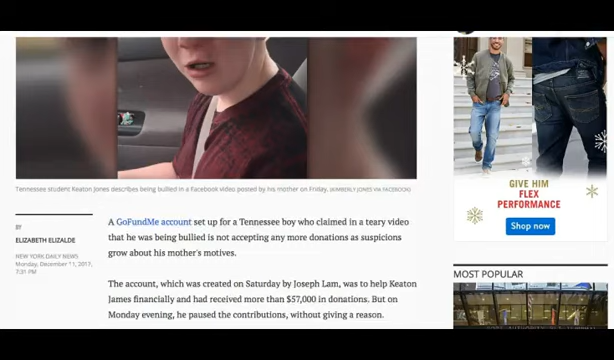 Tennessee student Keaton Jones describes being bullied in a Facebook video posted by his mother on Friday. (KIMBERLY JONES VIA FACEBOOK)
BY
ELIZABETH ELIZALDE
NEW YORK DAILY NEWS
Monday, December 11, 2017,
7:31 PM
A GoFundMe account set up for a Tennessee boy who claimed in a teary video
that he was being bullied is not accepting any more donations as suspicions
grow about his mother's motives.
The account, which was created on Saturday by Joseph Lam, was to help Keaton
James financially and had received more than $57,000 in donations. But on
Monday evening, he paused the contributions, without giving a reason.
GIVE HIM
FLEX
PERFORMANCE
Shop now
MOST POPULAR